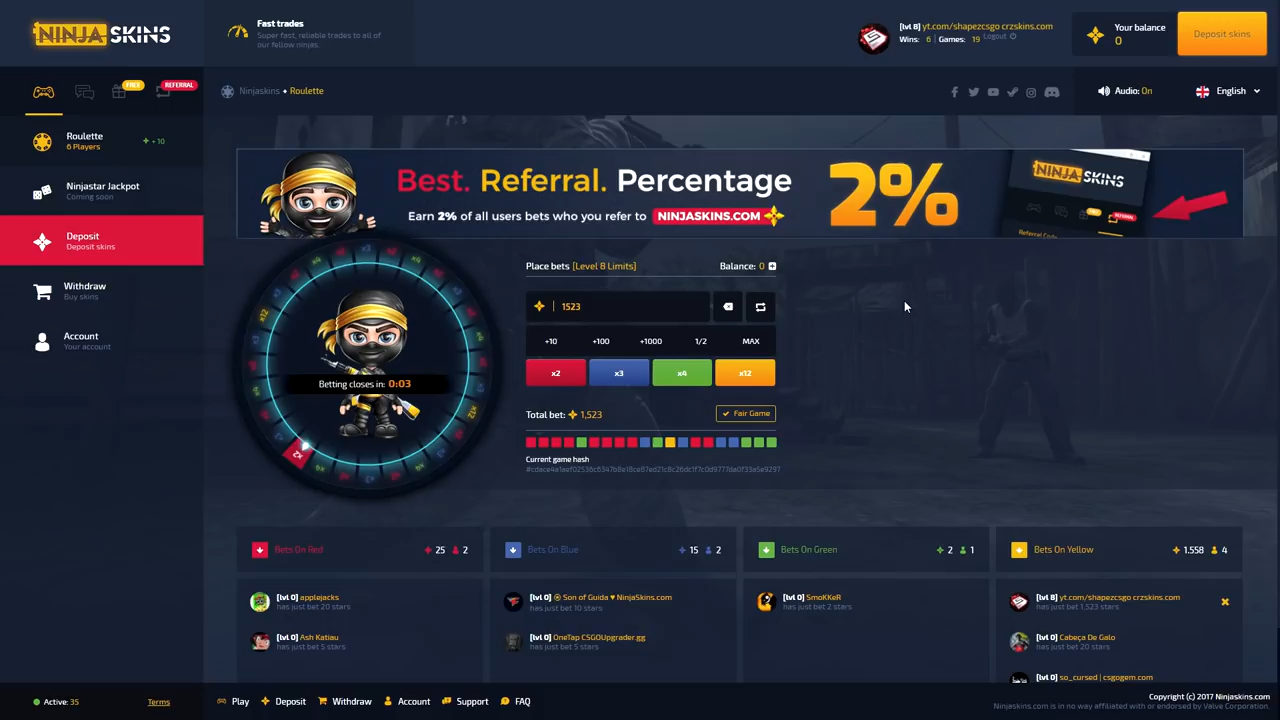 NINJASKINS
Fast trades
Super fast, reliable trades to all of
our fellow ninjas.
[lvl 8] yt.com/shapezcsgo crzskins.com
Wins: 6 | Games: 19 Logout
Your balance
0
Deposit skins
FREE
REFERRAL
Ninjaskins Roulette
Audio: On
English
Roulette
6 Players
+10
Ninjastar Jackpot
Coming soon
Deposit
Deposit skins
Withdraw
Buy skins
Account
Your account
Best. Referral. Percentage
Earn 2% of all users bets who you refer to NINJASKINS.COM
2%
NINJASKINS
REFERRAL
Referral Code
Place bets [Level 8 Limits]
Balance: 0
1523
+10 +100 +1000 1/2 MAX
x2 x3 x4 x12
Betting closes in: 0:03
x2
Total bet: 1,523
Fair Game
Current game hash
Bets On Red 25 2
Bets On Blue 15 2
Bets On Green 2 1
Bets On Yellow 1.558 4
[lvl 0] applejacks
has just bet 20 stars
[lvl 0] Ash Katiau
has just bet 5 stars
[lvl 0] ⦿ Son of Guida ♥ NinjaSkins.com
has just bet 10 stars
[lvl 0] OneTap CSGOUpgrader.gg
has just bet 5 stars
[lvl 0] SmoKKeR
has just bet 2 stars
[lvl 8] yt.com/shapezcsgo crzskins.com
has just bet 1,523 stars
[lvl 0] Cabeça De Galo
has just bet 20 stars
[lvl 0] so_cursed | csgogem.com
Active: 35
Terms
Play Deposit Withdraw Account Support FAQ
Copyright (c) 2017 Ninjaskins.com
Ninjaskins.com is in no way affiliated with or endorsed by Valve Corporation.